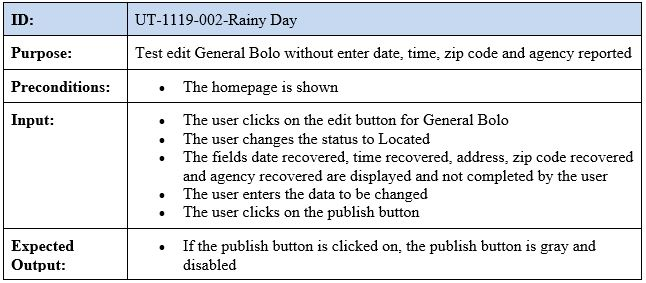 ID: UT-1119-002-Rainy Day
Purpose: Test edit General Bolo without enter date, time, zip code and agency reported
Preconditions: • The homepage is shown
Input: • The user clicks on the edit button for General Bolo
• The user changes the status to Located
• The fields date recovered, time recovered, address, zip code recovered
and agency recovered are displayed and not completed by the user
• The user enters the data to be changed
• The user clicks on the publish button
Expected • If the publish button is clicked on, the publish button is gray and
Output: disabled